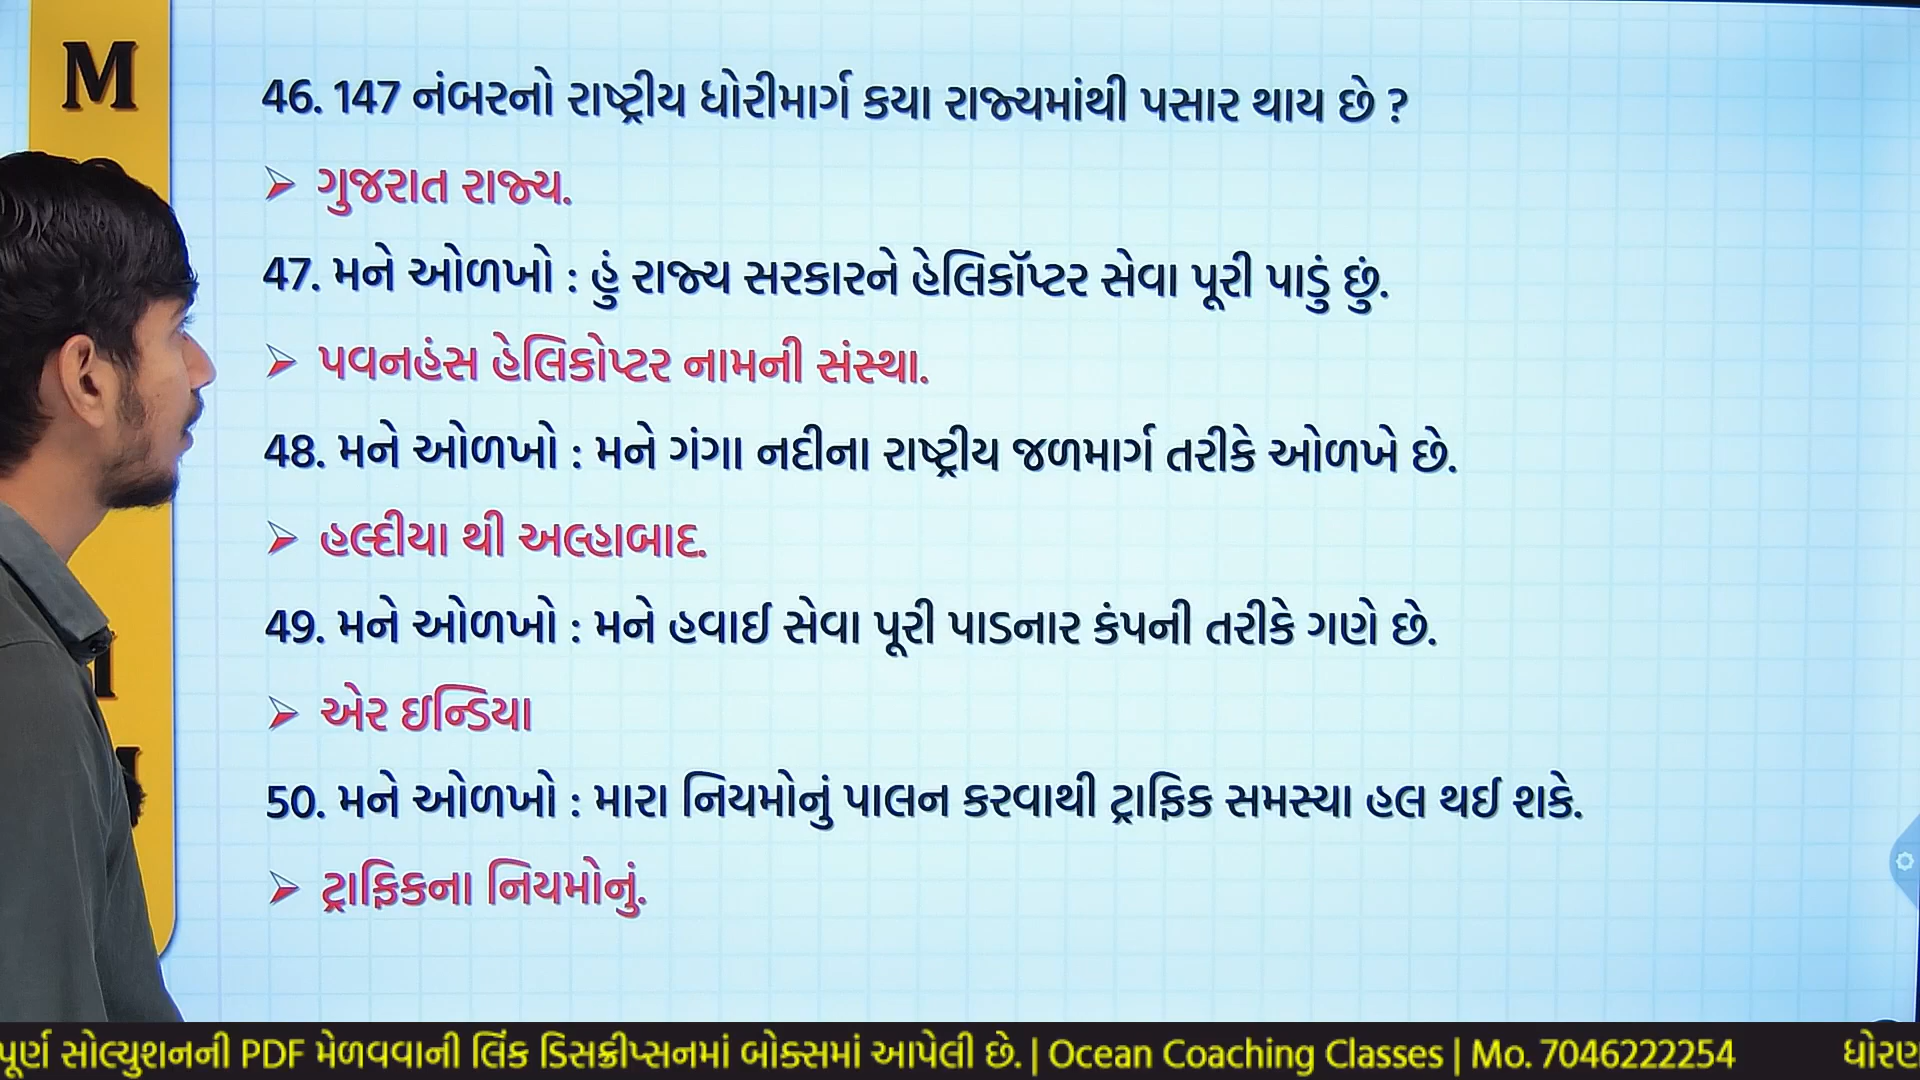 M
46. 147 નંબરનો રાષ્ટ્રીય ધોરીમાર્ગ કયા રાજ્યમાંથી પસાર થાય છે ?
➢ ગુજરાત રાજ્ય.
47. મને ઓળખો : હું રાજ્ય સરકારને હેલિકૉપ્ટર સેવા પૂરી પાડું છું.
➢ પવનહંસ હેલિકોપ્ટર નામની સંસ્થા.
48. મને ઓળખો : મને ગંગા નદીના રાષ્ટ્રીય જળમાર્ગ તરીકે ઓળખે છે.
➢ હલ્દીયા થી અલ્હાબાદ.
49. મને ઓળખો : મને હવાઈ સેવા પૂરી પાડનાર કંપની તરીકે ગણે છે.
➢ એર ઇન્ડિયા
50. મને ઓળખો : મારા નિયમોનું પાલન કરવાથી ટ્રાફિક સમસ્યા હલ થઈ શકે.
➢ ટ્રાફિકના નિયમોનું.
પૂર્ણ સોલ્યુશનની PDF મેળવવાની લિંક ડિસક્રીપ્સનમાં બોક્સમાં આપેલી છે. | Ocean Coaching Classes | Mo. 7046222254 ધોરણ